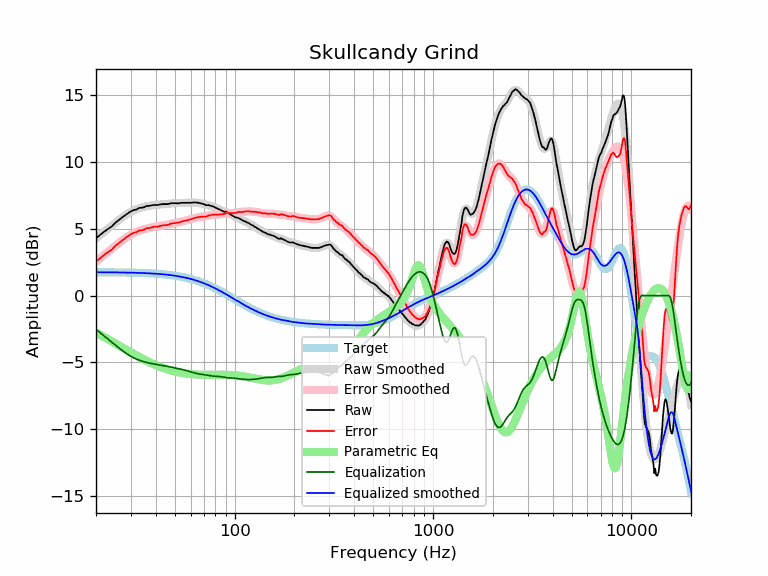 Skullcandy Grind
Amplitude (dBr)
15
10
5
0
−5
−10
−15
Target
Raw Smoothed
Error Smoothed
Raw
Error
Parametric Eq
Equalization
Equalized smoothed
100
1000
10000
Frequency (Hz)